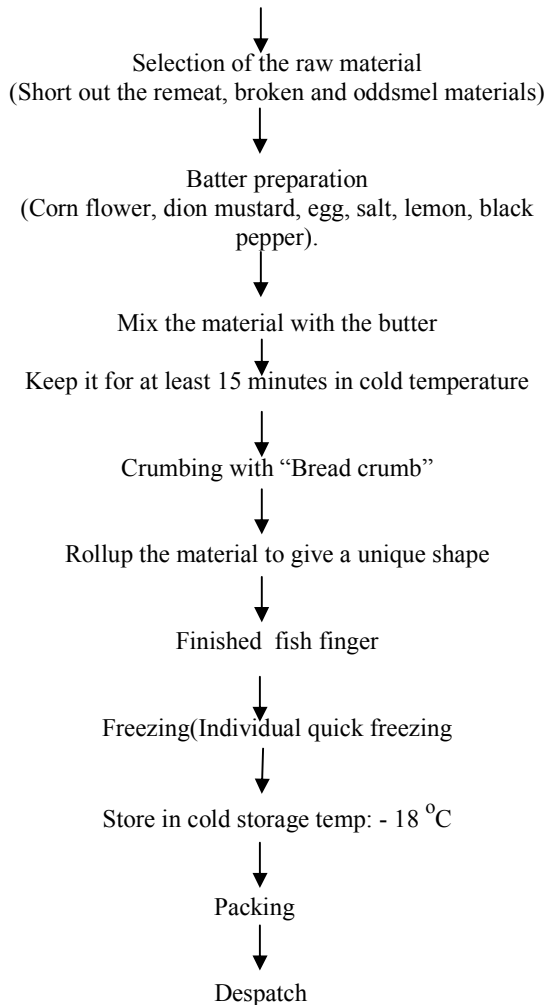 Selection of the raw material
(Short out the remeat, broken and oddsmel materials)
Batter preparation
(Corn flower, dion mustard, egg, salt, lemon, black
pepper).
Mix the material with the butter
Keep it for at least 15 minutes in cold temperature
Crumbing with “Bread crumb”
Rollup the material to give a unique shape
Finished fish finger
Freezing(Individual quick freezing
Store in cold storage temp: - 18 °C
Packing
Despatch